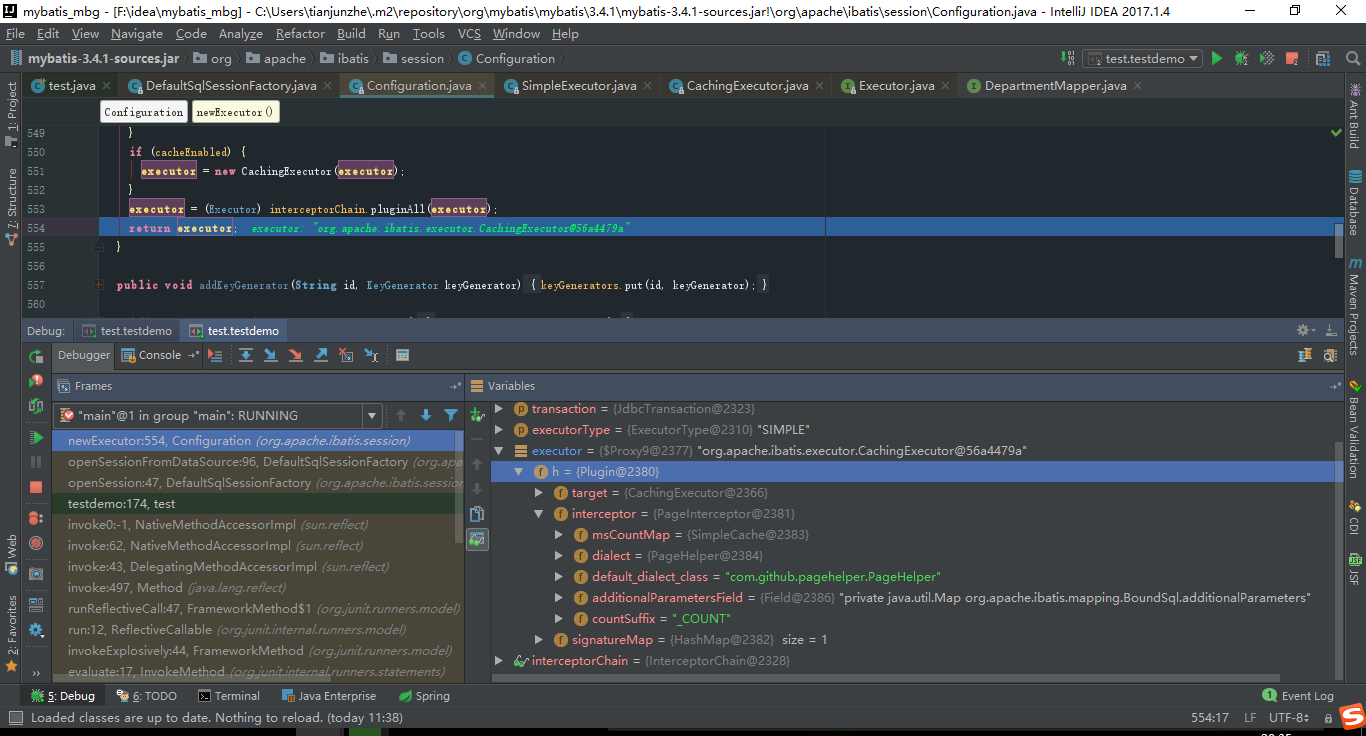 mybatis_mbg - [F:\idea\mybatis_mbg] - C:\Users\tianjunzhe\.m2\repository\org\mybatis\mybatis\3.4.1\mybatis-3.4.1-sources.jar!\org\apache\ibatis\session\Configuration.java - IntelliJ IDEA 2017.1.4
File Edit View Navigate Code Analyze Refactor Build Run Tools VCS Window Help
mybatis-3.4.1-sources.jar org apache ibatis session Configuration test.testdemo
test.java DefaultSqlSessionFactory.java Configuration.java SimpleExecutor.java CachingExecutor.java Executor.java DepartmentMapper.java
Configuration newExecutor()
549 }
550 if (cacheEnabled) {
551 executor = new CachingExecutor(executor);
552 }
553 executor = (Executor) interceptorChain.pluginAll(executor);
554 return executor; executor: "org.apache.ibatis.executor.CachingExecutor@56a4479a"
555 }
556
557 public void addKeyGenerator(String id, KeyGenerator keyGenerator) { keyGenerators.put(id, keyGenerator); }
560
Debug: test.testdemo test.testdemo
Debugger Console
Frames
"main"@1 in group "main": RUNNING
newExecutor:554, Configuration (org.apache.ibatis.session)
openSessionFromDataSource:96, DefaultSqlSessionFactory (org.apa
openSession:47, DefaultSqlSessionFactory (org.apache.ibatis.session
testdemo:174, test
invoke0:-1, NativeMethodAccessorImpl (sun.reflect)
invoke:62, NativeMethodAccessorImpl (sun.reflect)
invoke:43, DelegatingMethodAccessorImpl (sun.reflect)
invoke:497, Method (java.lang.reflect)
runReflectiveCall:47, FrameworkMethod$1 (org.junit.runners.model)
run:12, ReflectiveCallable (org.junit.internal.runners.model)
invokeExplosively:44, FrameworkMethod (org.junit.runners.model)
evaluate:17, InvokeMethod (org.junit.internal.runners.statements)
Variables
transaction = {JdbcTransaction@2323}
executorType = {ExecutorType@2310} "SIMPLE"
executor = {$Proxy9@2377} "org.apache.ibatis.executor.CachingExecutor@56a4479a"
h = {Plugin@2380}
target = {CachingExecutor@2366}
interceptor = {PageInterceptor@2381}
msCountMap = {SimpleCache@2383}
dialect = {PageHelper@2384}
default_dialect_class = "com.github.pagehelper.PageHelper"
additionalParametersField = {Field@2386} "private java.util.Map org.apache.ibatis.mapping.BoundSql.additionalParameters"
countSuffix = "_COUNT"
signatureMap = {HashMap@2382} size = 1
interceptorChain = {InterceptorChain@2328}
1: Project
7: Structure
Web
2: Favorites
Ant Build
Database
Maven Projects
Bean Validation
CDI
JSF
5: Debug 6: TODO Terminal Java Enterprise Spring 1 Event Log
Loaded classes are up to date. Nothing to reload. (today 11:38) 554:17 LF UTF-8